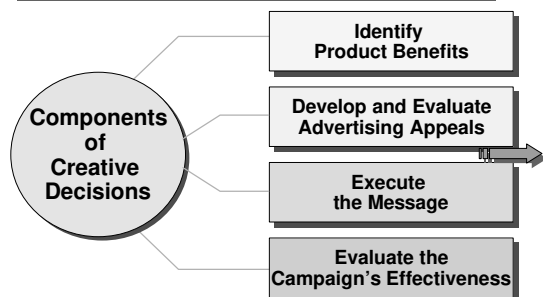 Components
of
Creative
Decisions
Identify
Product Benefits
Develop and Evaluate
Advertising Appeals
Execute
the Message
Evaluate the
Campaign's Effectiveness